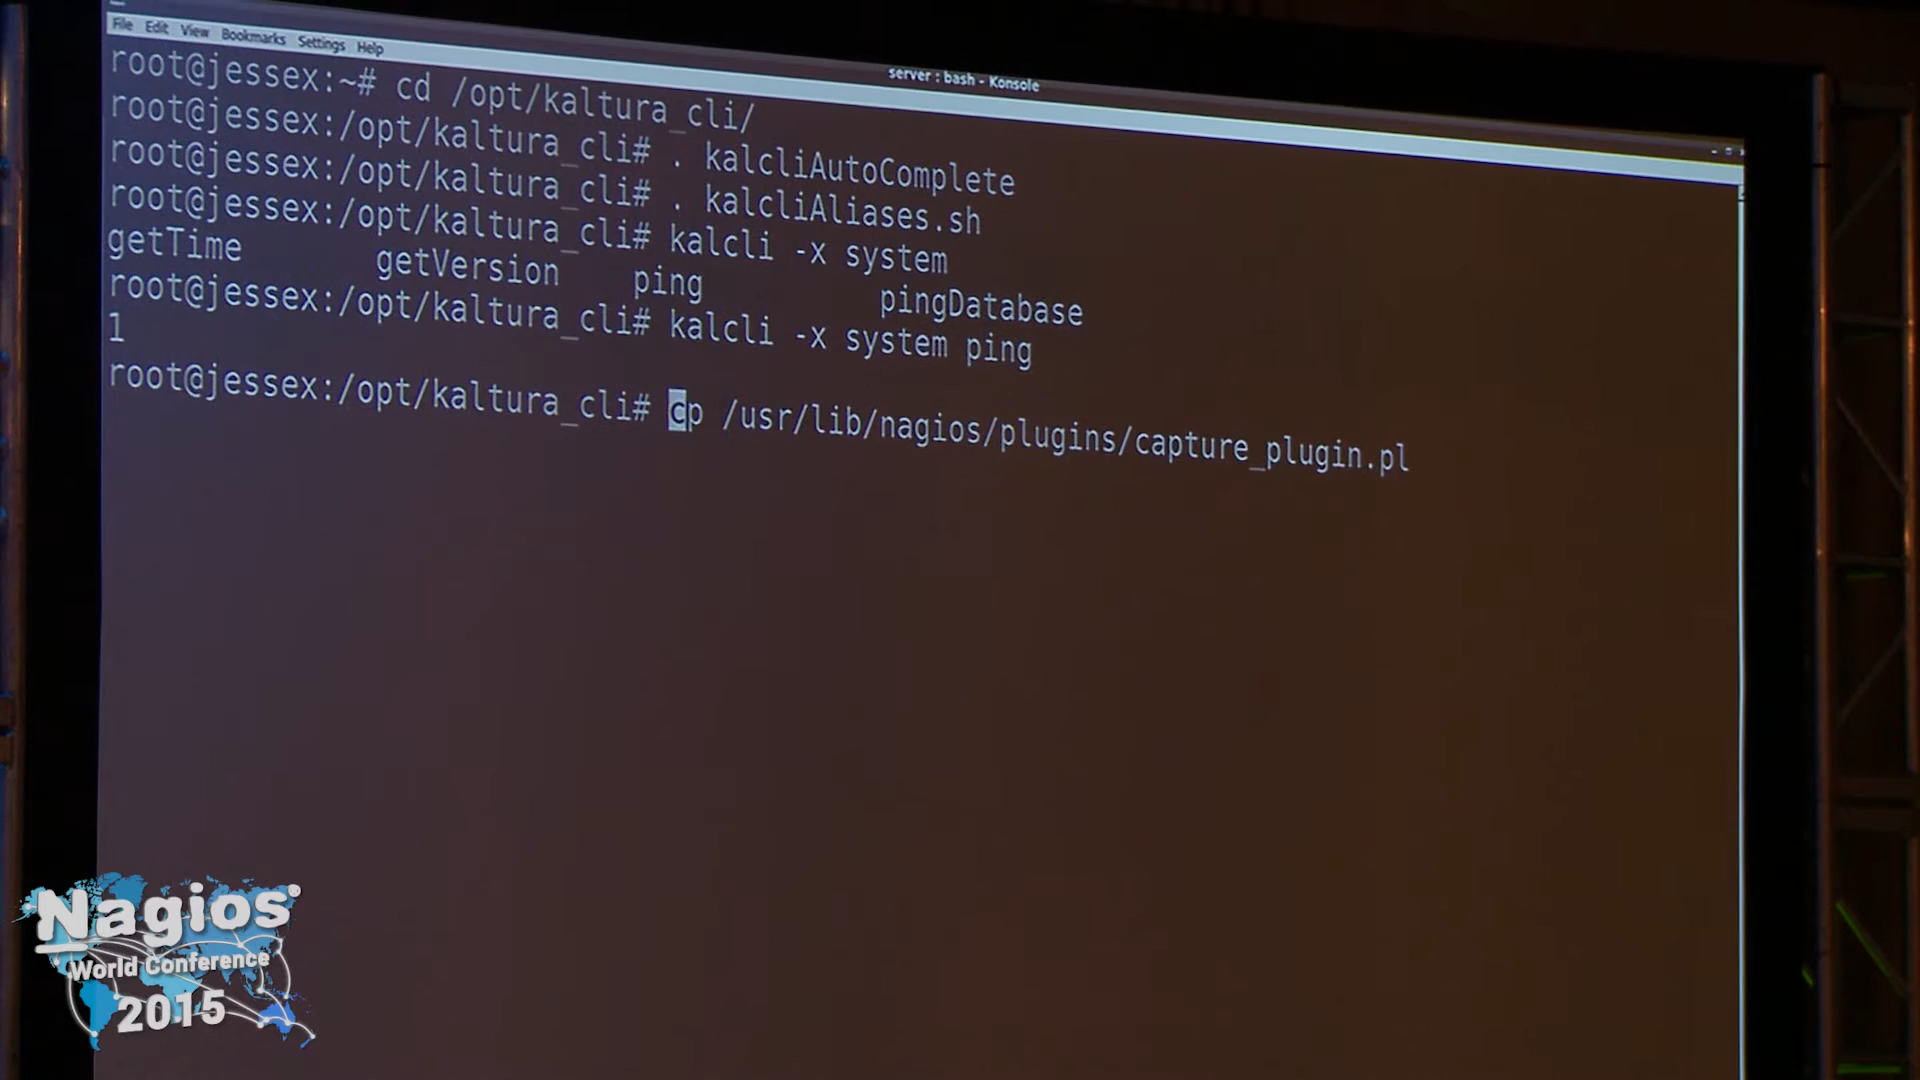 File Edit View Bookmarks Settings Help
server : bash - Konsole
root@jessex:~# cd /opt/kaltura_cli/
root@jessex:/opt/kaltura_cli# . kalcliAutoComplete
root@jessex:/opt/kaltura_cli# . kalcliAliases.sh
root@jessex:/opt/kaltura_cli# kalcli -x system
getTime getVersion ping pingDatabase
root@jessex:/opt/kaltura_cli# kalcli -x system ping
1
root@jessex:/opt/kaltura_cli# cp /usr/lib/nagios/plugins/capture_plugin.pl
Nagios®
World Conference
2015